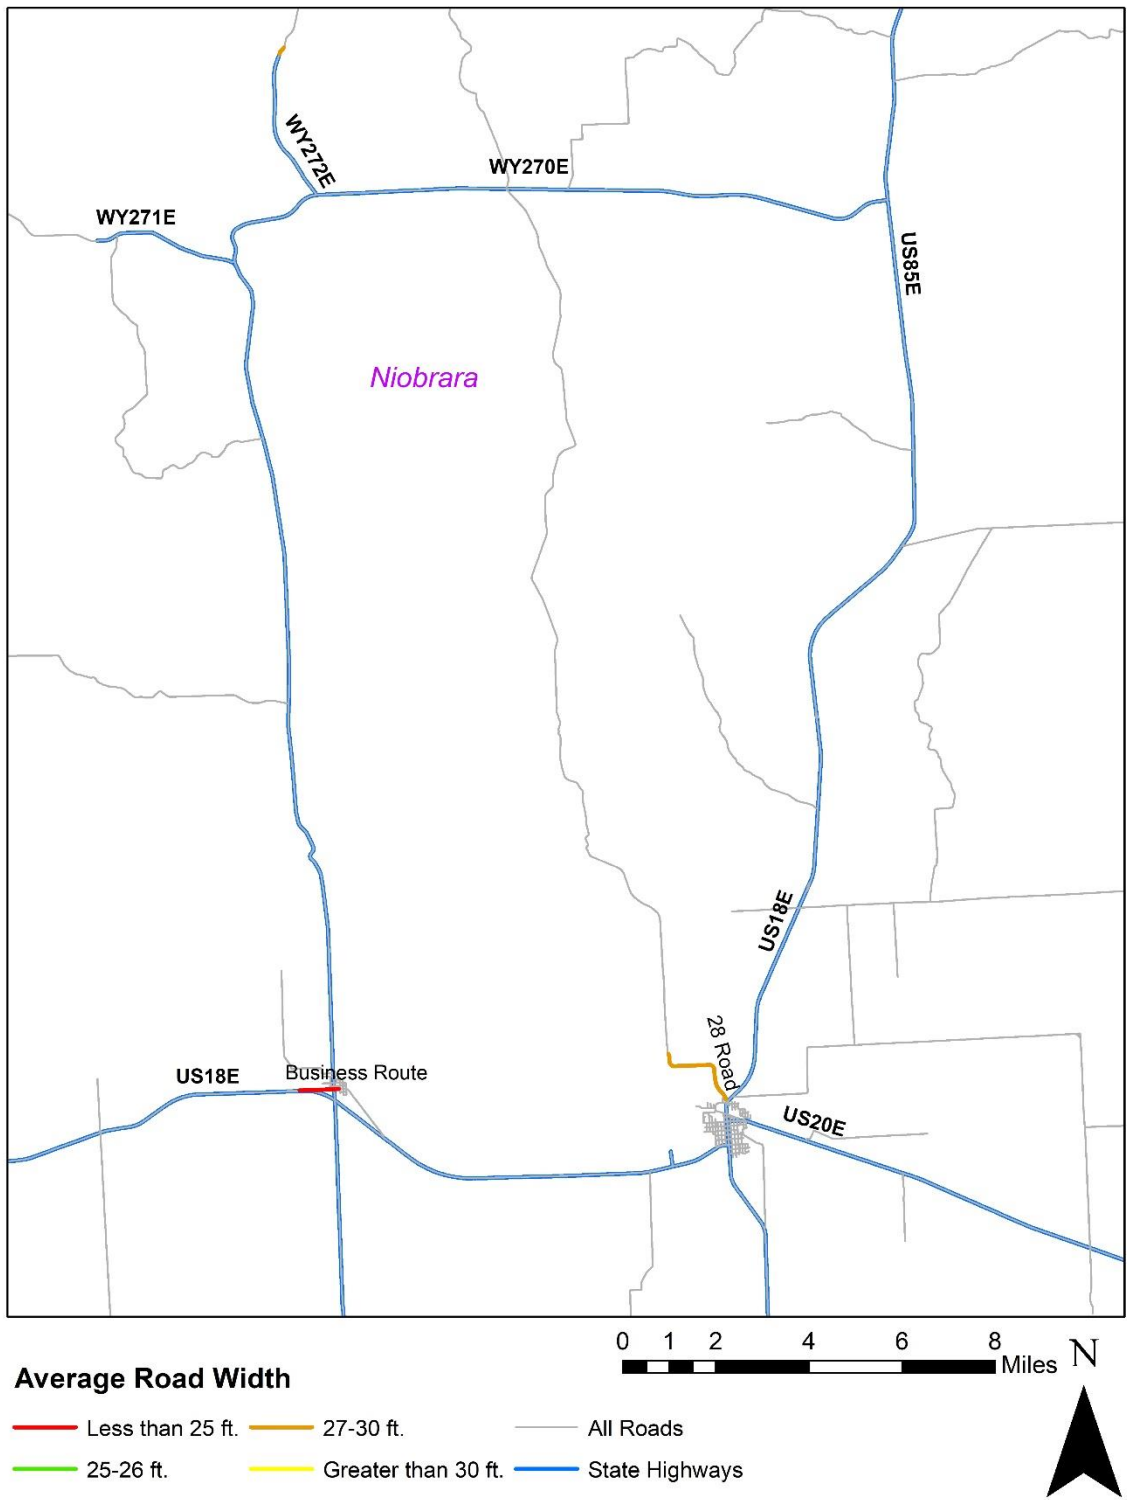 WY272E
WY270E
WY271E
US85E
Niobrara
US18E
28 Road
US18E
Business Route
US20E
0 1 2 4 6 8
Miles
N
Average Road Width
Less than 25 ft.
27-30 ft.
All Roads
25-26 ft.
Greater than 30 ft.
State Highways